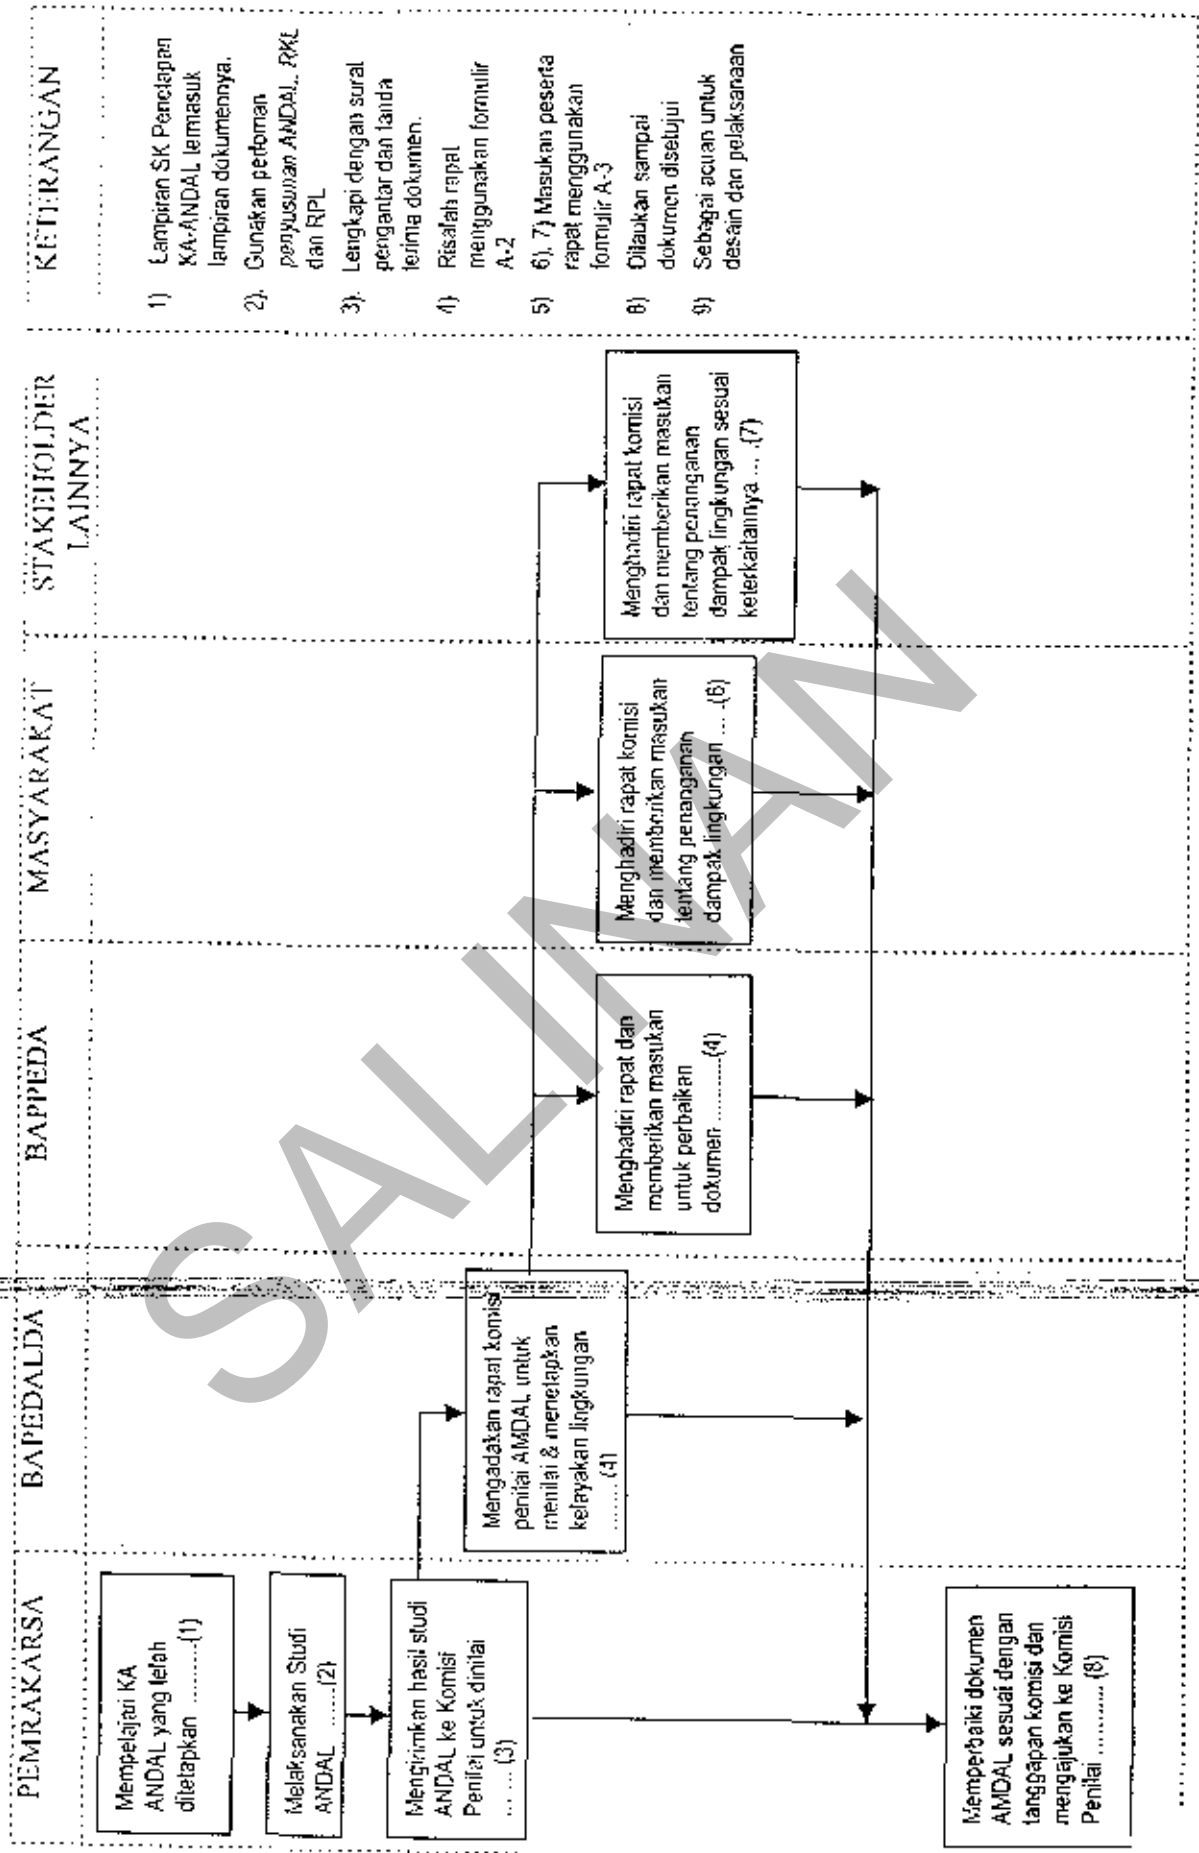 PEMRAKARSA
BAPEDALDA
BAPPEDA
MASYARAKAT
STAKEHOLDER
LAINNYA
KETERANGAN
Mempelajari KA
ANDAL yang telah
ditetapkan .........(1)
Melaksanakan Studi
ANDAL ......(2)
Mengirimkan hasil studi
ANDAL ke Komisi
Penilai untuk dinilai
......(3)
Mengadakan rapat komisi
penilai AMDAL untuk
menilai & menetapkan
kelayakan lingkungan
.........(4)
Menghadiri rapat dan
memberikan masukan
untuk perbaikan
dokumen ...........(4)
Menghadiri rapat komisi
dan memberikan masukan
tentang penanganan
dampak lingkungan .....(6)
Menghadiri rapat komisi
dan memberikan masukan
tentang penanganan
dampak lingkungan sesuai
keterkaitannya .....(7)
Memperbaiki dokumen
AMDAL sesuai dengan
tanggapan komisi dan
mengajukan ke Komisi
Penilai ............ (8)
1) Lampiran SK Penetapan
KA-ANDAL termasuk
lampiran dokumennya.
2). Gunakan pedoman
penyusunan ANDAL, RKL
dan RPL
3). Lengkapi dengan surat
pengantar dan tanda
terima dokumen.
4) Risalah rapat
menggunakan formulir
A-2
5) 6), 7) Masukan peserta
rapat menggunakan
formulir A-3
8) Dilakukan sampai
dokumen disetujui
9) Sebagai acuan untuk
desain dan pelaksanaan
SALINAN